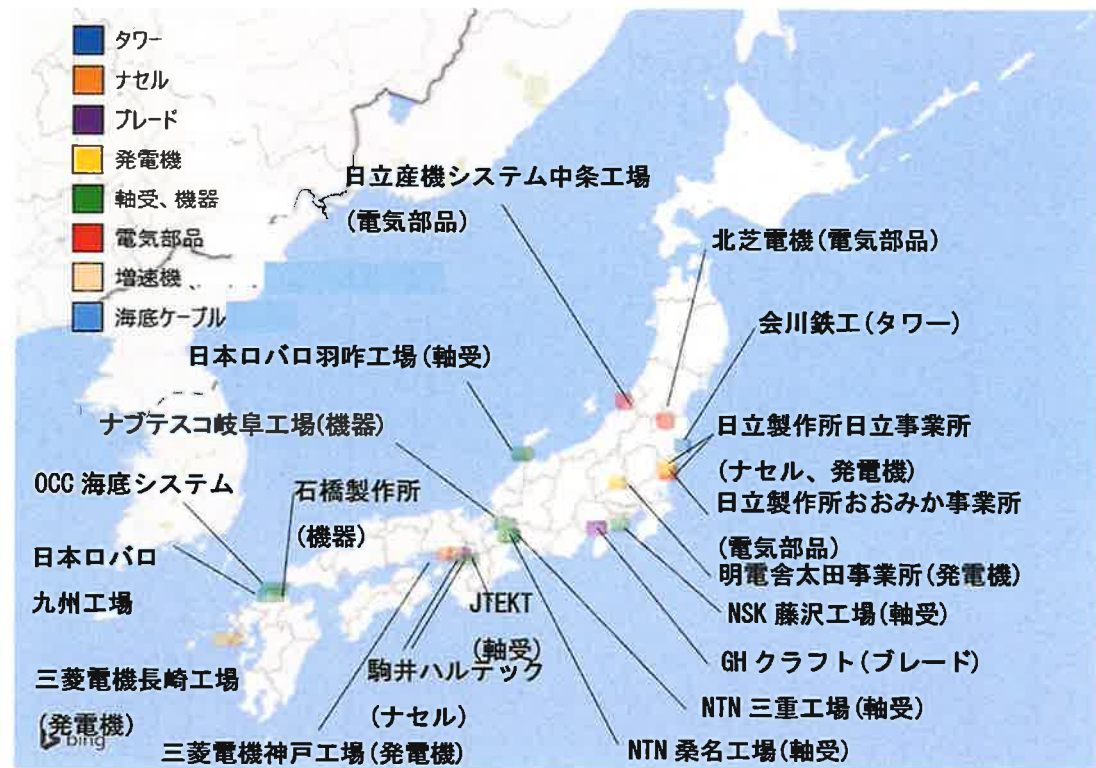 タワー
ナセル
ブレード
発電機
軸受、機器
電気部品
増速機
海底ケーブル
日立産機システム中条工場
(電気部品)
北芝電機(電気部品)
会川鉄工(タワー)
日本ロバロ羽咋工場(軸受)
ナブテスコ岐阜工場(機器)
日立製作所日立事業所
(ナセル、発電機)
OCC 海底システム
石橋製作所
(機器)
日立製作所おおみか事業所
(電気部品)
日本ロバロ
九州工場
明電舎太田事業所(発電機)
JTEKT
(軸受)
NSK 藤沢工場(軸受)
GH クラフト(ブレード)
駒井ハルテック
(ナセル)
三菱電機長崎工場
(発電機)
NTN 三重工場(軸受)
三菱電機神戸工場(発電機)
NTN 桑名工場(軸受)
bing